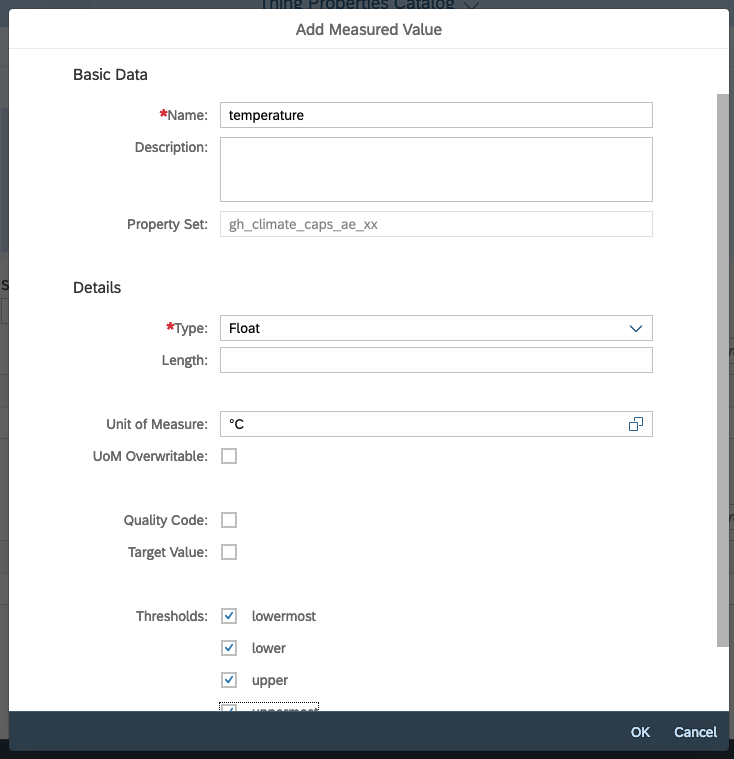 Thing Properties Catalog
Add Measured Value
Basic Data
*Name: temperature
Description:
Property Set: gh_climate_caps_ae_xx
Details
*Type: Float
Length:
Unit of Measure: °C
UoM Overwritable:
Quality Code:
Target Value:
Thresholds: lowermost
lower
upper
uppermost
OK Cancel